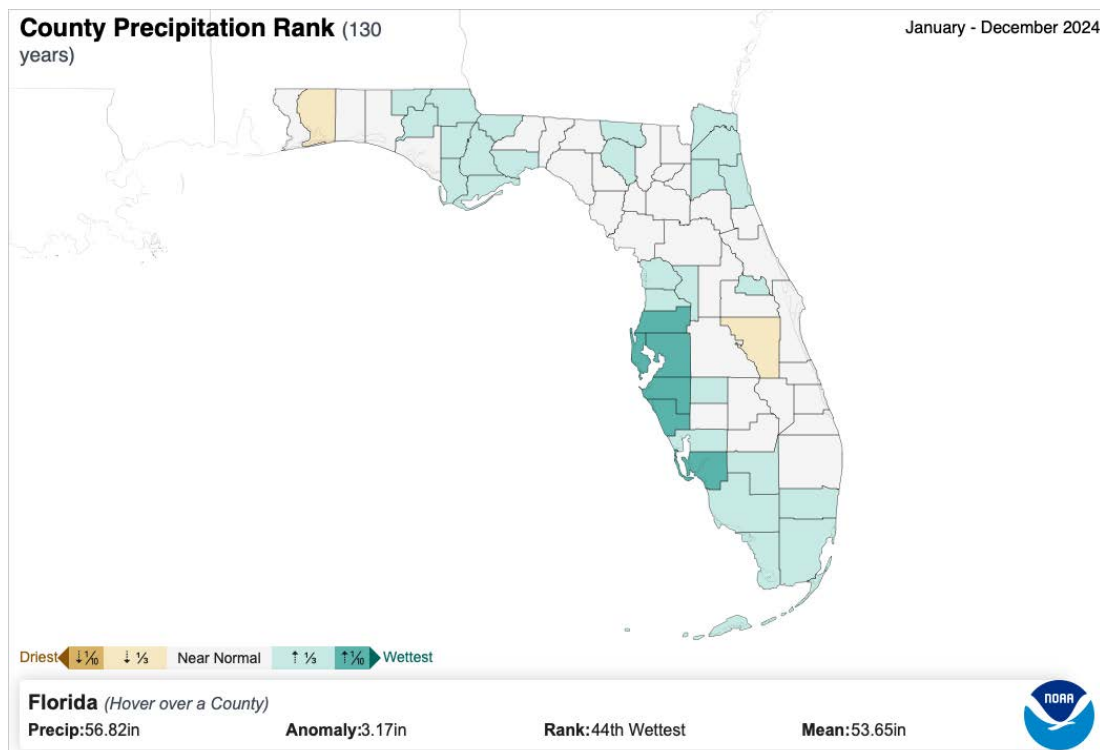 County Precipitation Rank (130
years)
January - December 2024
Driest ↓ 1/10 ↓ 1/3 Near Normal ↑ 1/3 ↑ 1/10 Wettest
Florida (Hover over a County)
Precip:56.82in Anomaly:3.17in Rank:44th Wettest Mean:53.65in
NOAA